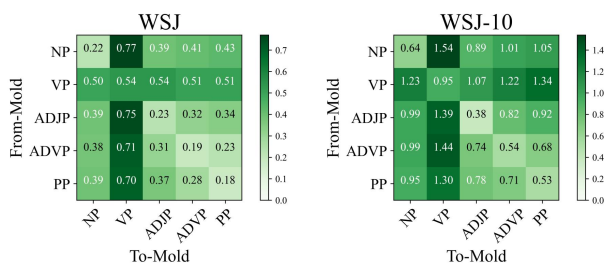 WSJ
NP 0.22 0.77 0.39 0.41 0.43
VP 0.50 0.54 0.54 0.51 0.51
ADJP 0.39 0.75 0.23 0.32 0.34
ADVP 0.38 0.71 0.31 0.19 0.23
PP 0.39 0.70 0.37 0.28 0.18
NP VP ADJP ADVP PP
From-Mold
To-Mold
0.7
0.6
0.5
0.4
0.3
0.2
0.1
0.0
WSJ-10
NP 0.64 1.54 0.89 1.01 1.05
VP 1.23 0.95 1.07 1.22 1.34
ADJP 0.99 1.39 0.38 0.82 0.92
ADVP 0.99 1.44 0.74 0.54 0.68
PP 0.95 1.30 0.78 0.71 0.53
NP VP ADJP ADVP PP
From-Mold
To-Mold
1.4
1.2
1.0
0.8
0.6
0.4
0.2
0.0